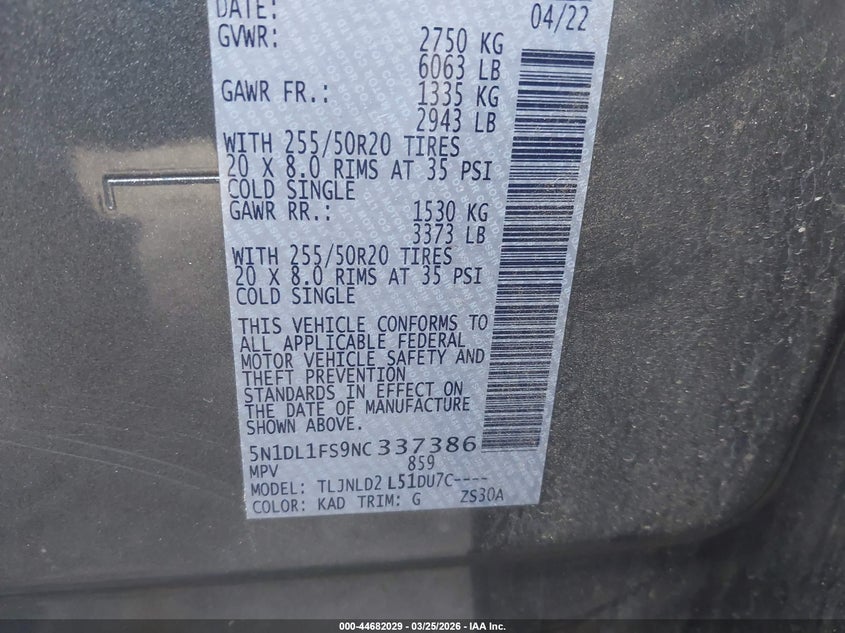 DATE: 04/22
GVWR: 2750 KG
6063 LB
GAWR FR.: 1335 KG
2943 LB
WITH 255/50R20 TIRES
20 X 8.0 RIMS AT 35 PSI
COLD SINGLE
GAWR RR.: 1530 KG
3373 LB
WITH 255/50R20 TIRES
20 X 8.0 RIMS AT 35 PSI
COLD SINGLE
THIS VEHICLE CONFORMS TO
ALL APPLICABLE FEDERAL
MOTOR VEHICLE SAFETY AND
THEFT PREVENTION
STANDARDS IN EFFECT ON
THE DATE OF MANUFACTURE
SHOWN ABOVE.
5N1DL1FS9NC337386
MPV 859
MODEL: TLJNLD2 L51DU7C----
COLOR: KAD TRIM: G ZS30A
000-44682029 - 03/25/2026 - IAA Inc.